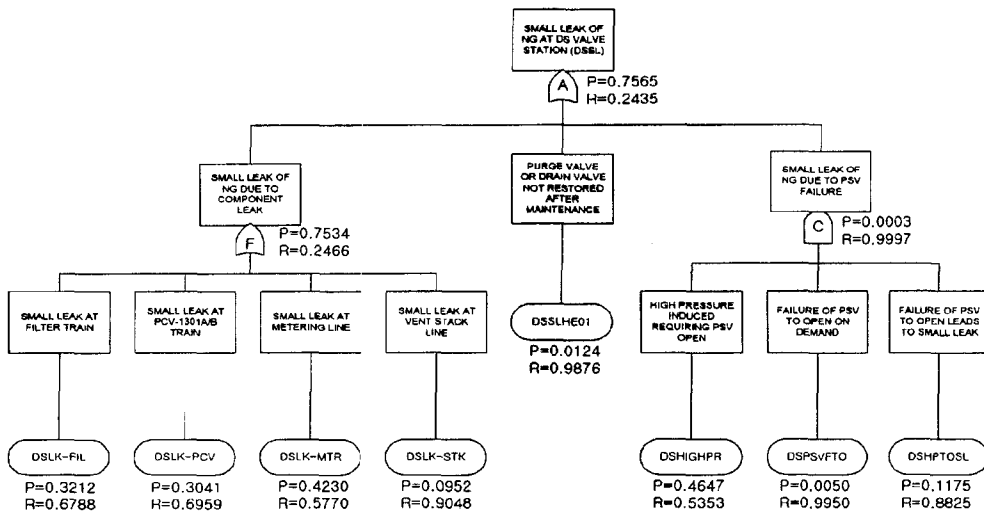 SMALL LEAK OF
NG AT DS VALVE
STATION (DSSL)
A
P=0.7565
R=0.2435
SMALL LEAK OF
NG DUE TO
COMPONENT
LEAK
F
P=0.7534
R=0.2466
PURGE VALVE
OR DRAIN VALVE
NOT RESTORED
AFTER
MAINTENANCE
SMALL LEAK OF
NG DUE TO PSV
FAILURE
C
P=0.0003
R=0.9997
SMALL LEAK AT
FILTER TRAIN
SMALL LEAK AT
PCV-1301A/B
TRAIN
SMALL LEAK AT
METERING LINE
SMALL LEAK AT
VENT STACK
LINE
DSSLHE01
P=0.0124
R=0.9876
HIGH PRESSURE
INDUCED
REQUIRING PSV
OPEN
FAILURE OF PSV
TO OPEN ON
DEMAND
FAILURE OF PSV
TO OPEN LEADS
TO SMALL LEAK
DSLK-FIL
P=0.3212
R=0.6788
DSLK-PCV
P=0.3041
R=0.6959
DSLK-MTR
P=0.4230
R=0.5770
DSLK-STK
P=0.0952
R=0.9048
DSHIGHPR
P=0.4647
R=0.5353
DSPSVFTO
P=0.0050
R=0.9950
DSHPTOSL
P=0.1175
R=0.8825